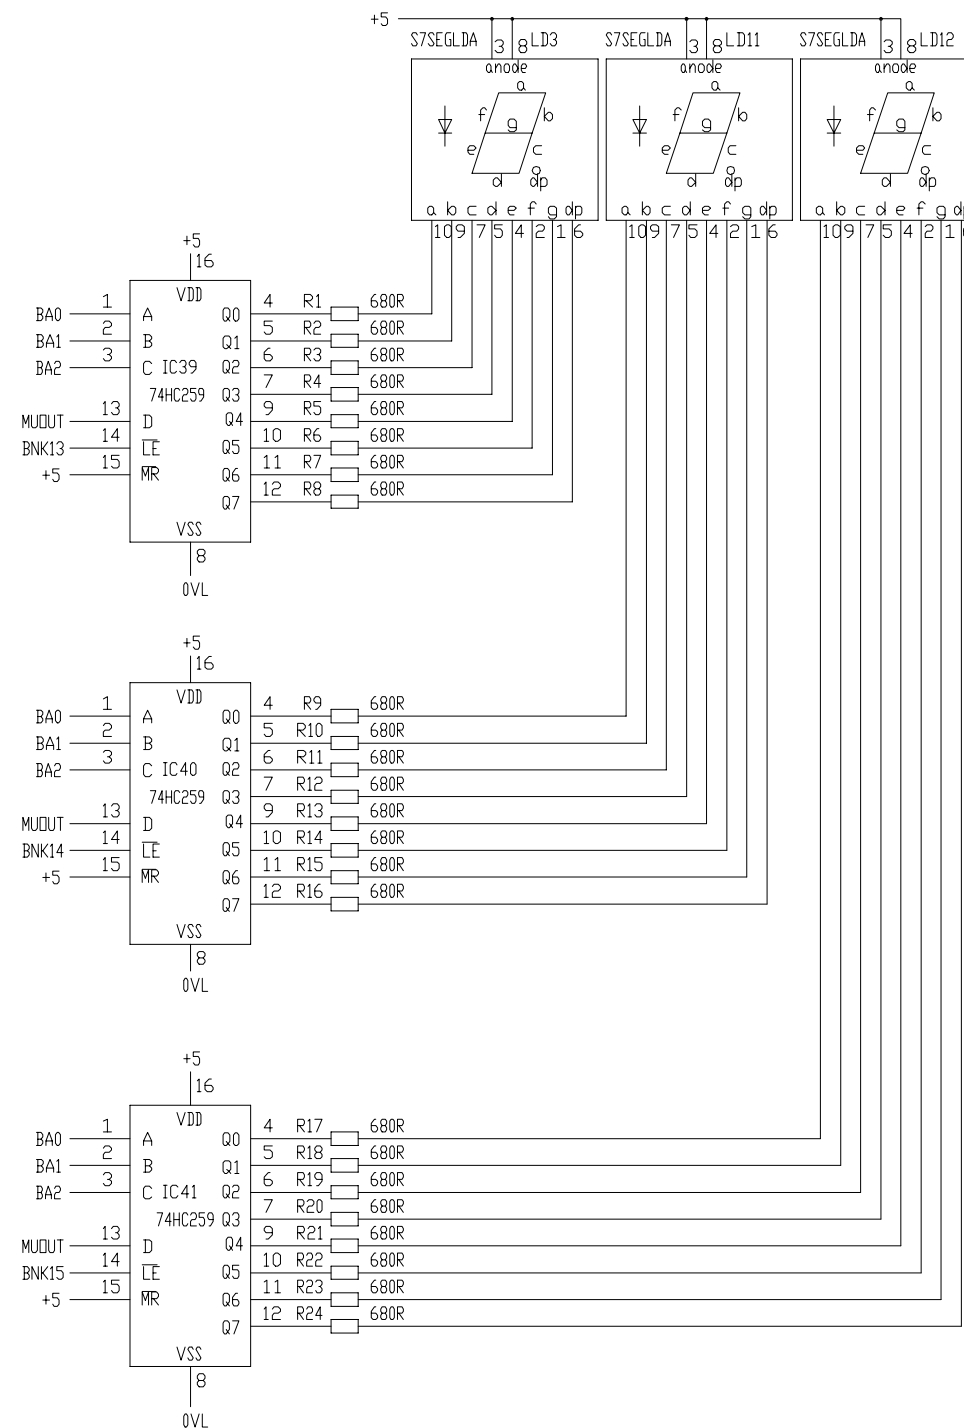 +5
S7SEGLDA 3 8 LD3 S7SEGLDA 3 8 LD11 S7SEGLDA 3 8 LD12
anode anode anode
a a a
f g b f g b f g b
e c e c e c
d dp d dp d dp
a b c d e f g dp a b c d e f g dp a b c d e f g dp
10 9 7 5 4 2 1 6 10 9 7 5 4 2 1 6 10 9 7 5 4 2 1
+5
16
VDD
BA0 1 A Q0 4 R1 680R
BA1 2 B Q1 5 R2 680R
BA2 3 C IC39 Q2 6 R3 680R
74HC259 Q3 7 R4 680R
MUOUT 13 D Q4 9 R5 680R
BNK13 14 LE Q5 10 R6 680R
+5 15 MR Q6 11 R7 680R
Q7 12 R8 680R
VSS
8
0VL
+5
16
VDD
BA0 1 A Q0 4 R9 680R
BA1 2 B Q1 5 R10 680R
BA2 3 C IC40 Q2 6 R11 680R
74HC259 Q3 7 R12 680R
MUOUT 13 D Q4 9 R13 680R
BNK14 14 LE Q5 10 R14 680R
+5 15 MR Q6 11 R15 680R
Q7 12 R16 680R
VSS
8
0VL
+5
16
VDD
BA0 1 A Q0 4 R17 680R
BA1 2 B Q1 5 R18 680R
BA2 3 C IC41 Q2 6 R19 680R
74HC259 Q3 7 R20 680R
MUOUT 13 D Q4 9 R21 680R
BNK15 14 LE Q5 10 R22 680R
+5 15 MR Q6 11 R23 680R
Q7 12 R24 680R
VSS
8
0VL